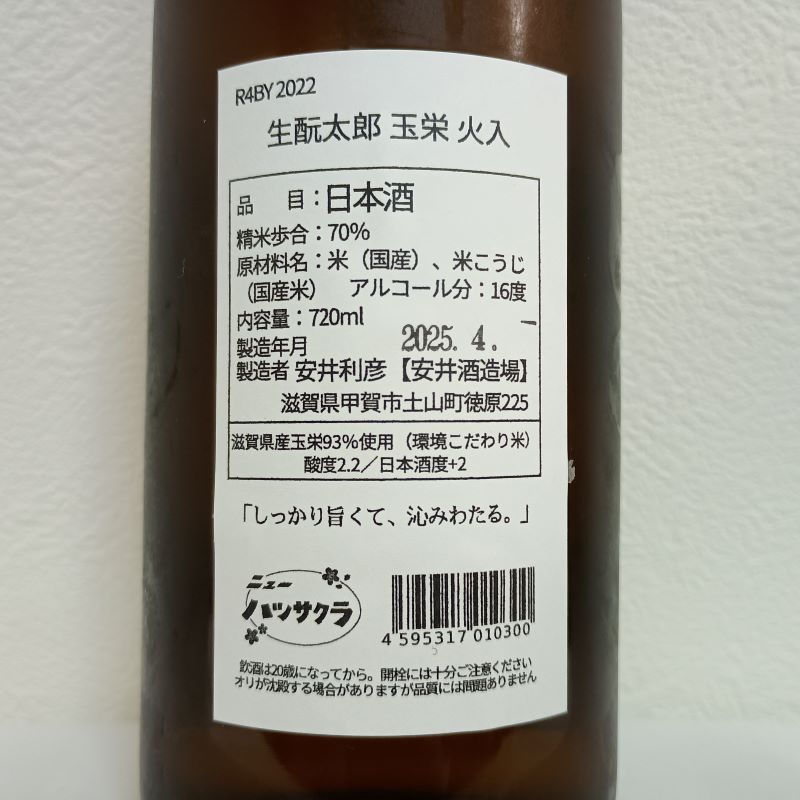 R4BY 2022
生酛太郎 玉栄 火入
品　目：日本酒
精米歩合：70%
原材料名：米（国産）、米こうじ
（国産米）　アルコール分：16度
内容量：720ml
製造年月 2025. 4.
製造者 安井利彦【安井酒造場】
滋賀県甲賀市土山町徳原225
滋賀県産玉栄93%使用（環境こだわり米）
酸度2.2／日本酒度+2
「しっかり旨くて、沁みわたる。」
ニュー
ハツサクラ
4 595317 010300
飲酒は20歳になってから。開栓には十分ご注意ください
オリが沈殿する場合がありますが品質には問題ありません